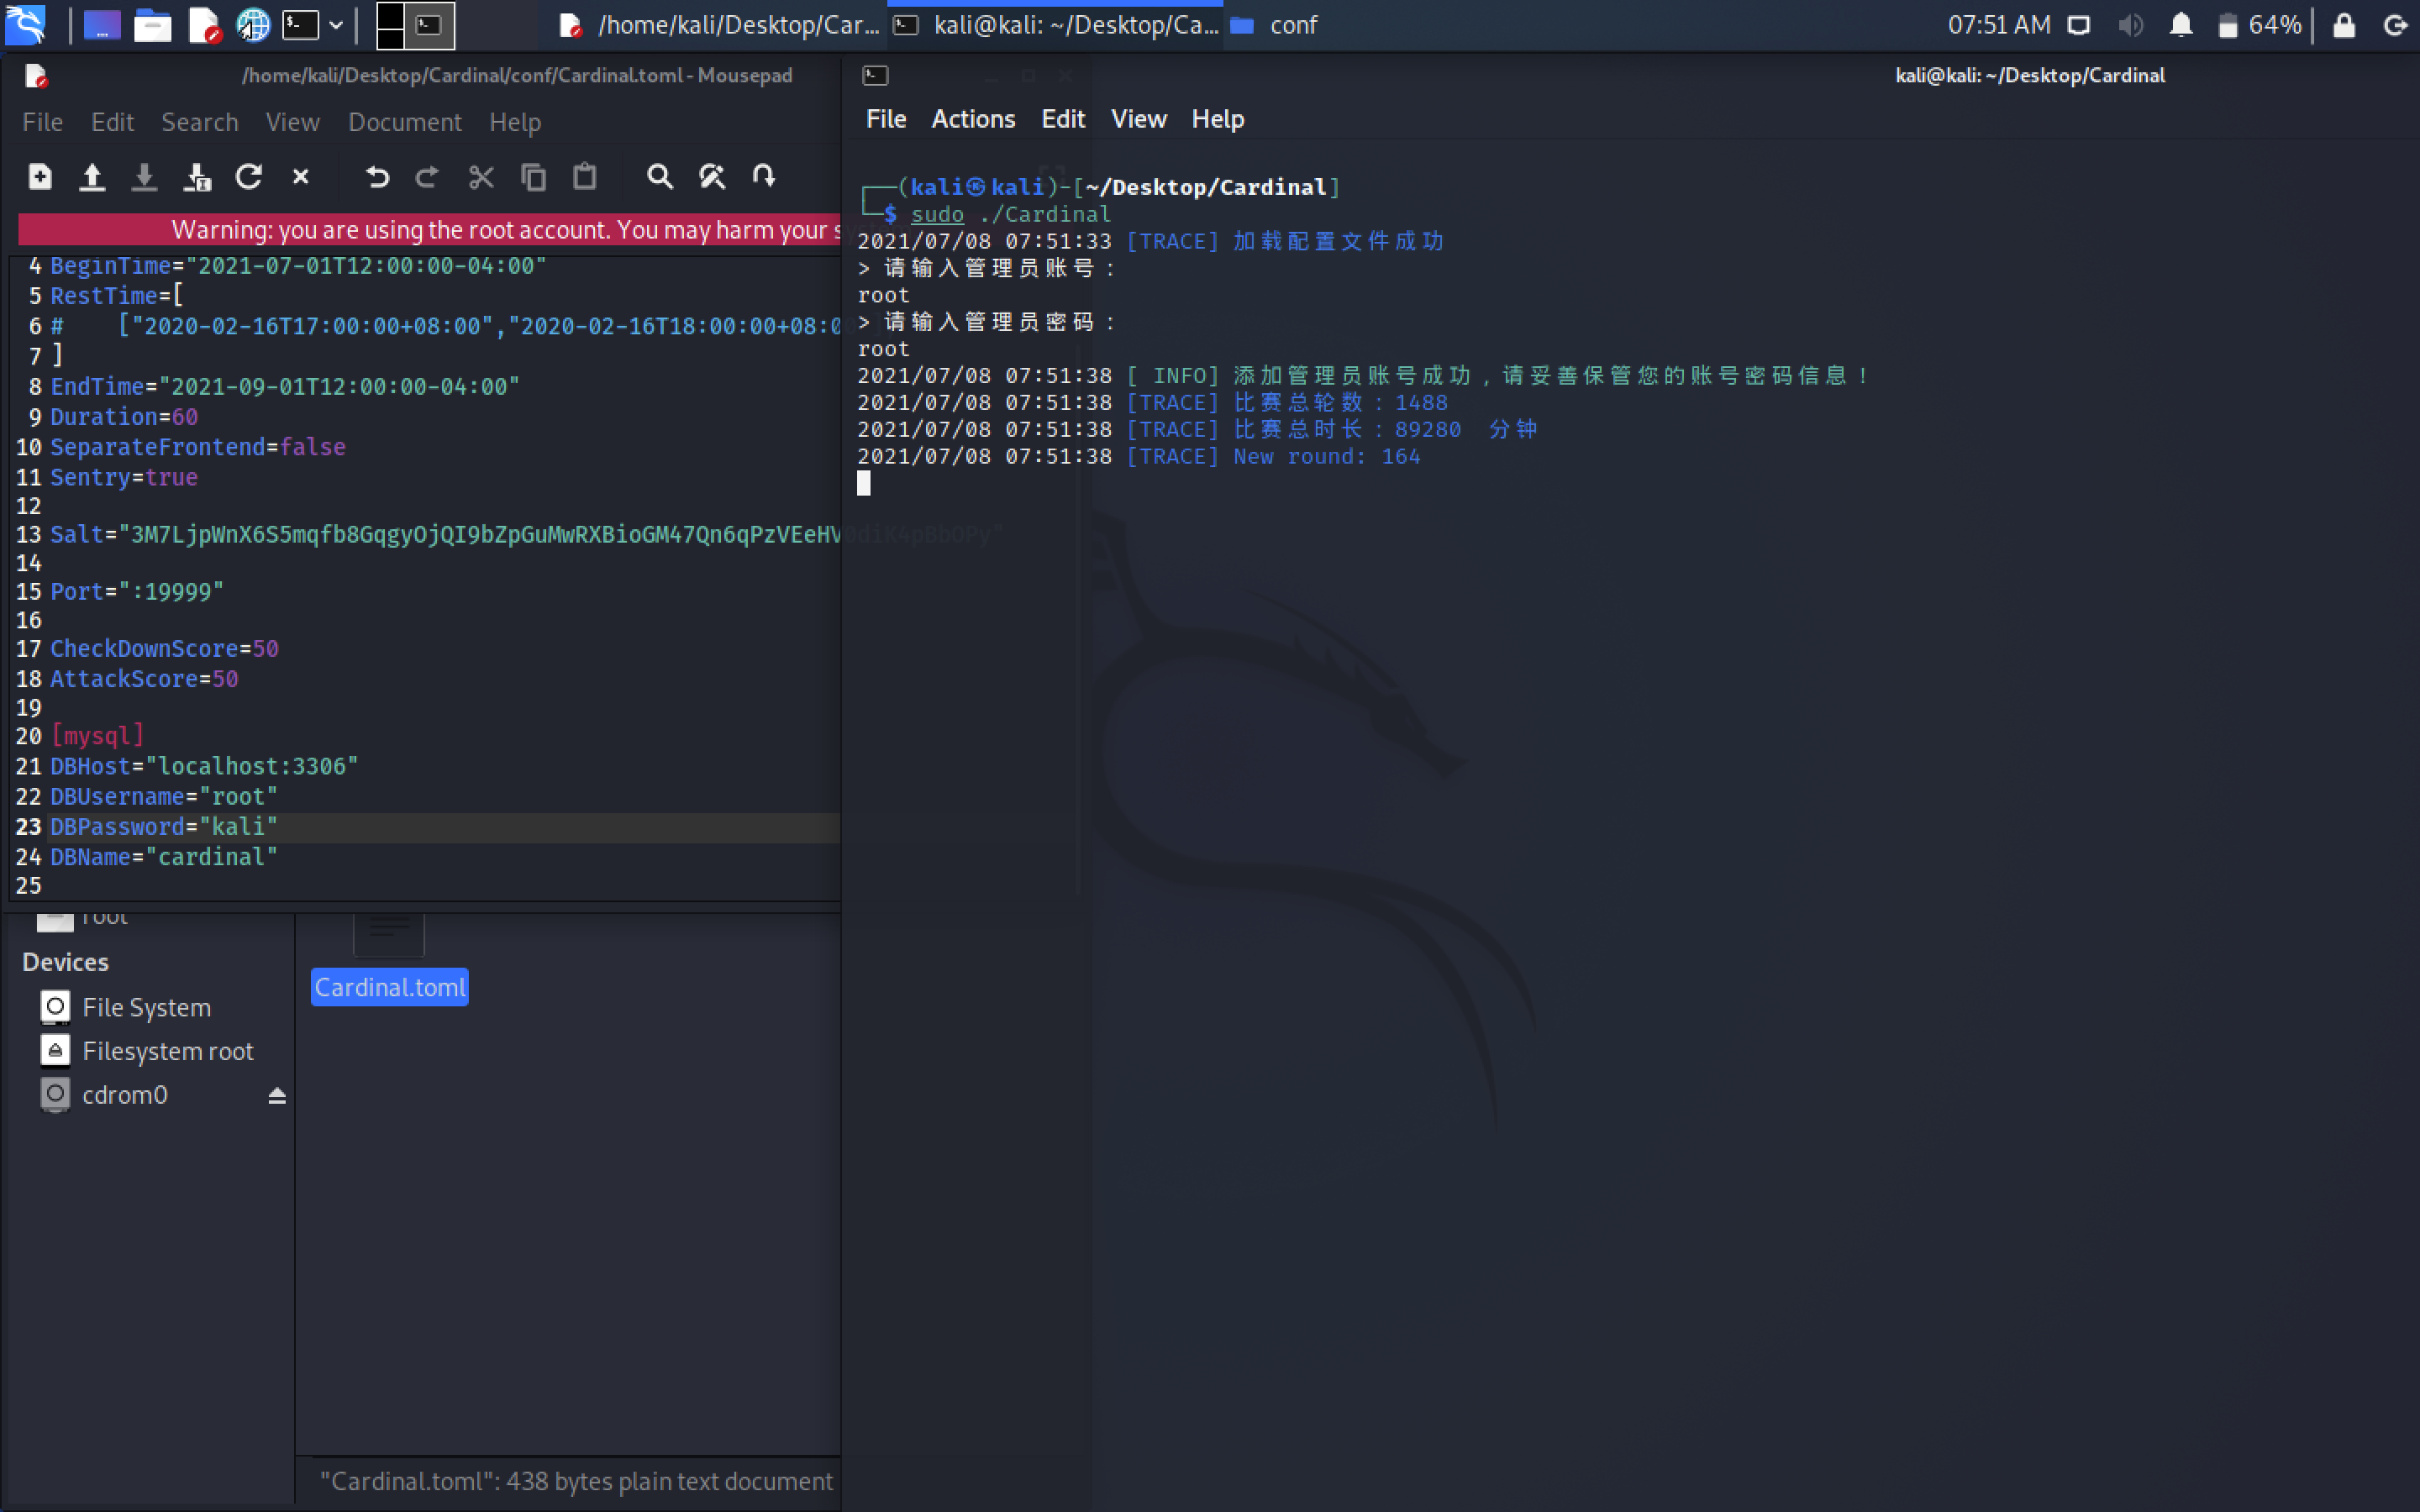 /home/kali/Desktop/Car...
kali@kali: ~/Desktop/Ca...
conf
07:51 AM
64%
/home/kali/Desktop/Cardinal/conf/Cardinal.toml - Mousepad
File Edit Search View Document Help
Warning: you are using the root account. You may harm your s
4 BeginTime="2021-07-01T12:00:00-04:00"
5 RestTime=[
6 #    ["2020-02-16T17:00:00+08:00","2020-02-16T18:00:00+08:00
7 ]
8 EndTime="2021-09-01T12:00:00-04:00"
9 Duration=60
10 SeparateFrontend=false
11 Sentry=true
12
13 Salt="3M7LjpWnX6S5mqfb8GqgyOjQI9bZpGuMwRXBioGM47Qn6qPzVEeHV0diK4pBbOPy"
14
15 Port=":19999"
16
17 CheckDownScore=50
18 AttackScore=50
19
20 [mysql]
21 DBHost="localhost:3306"
22 DBUsername="root"
23 DBPassword="kali"
24 DBName="cardinal"
25
root
Devices
File System
Filesystem root
cdrom0
Cardinal.toml
"Cardinal.toml": 438 bytes plain text document
kali@kali: ~/Desktop/Cardinal
File Actions Edit View Help
┌──(kali㉿kali)-[~/Desktop/Cardinal]
└─$ sudo ./Cardinal
2021/07/08 07:51:33 [TRACE] 加载配置文件成功
> 请输入管理员账号：
root
> 请输入管理员密码：
root
2021/07/08 07:51:38 [ INFO] 添加管理员账号成功，请妥善保管您的账号密码信息！
2021/07/08 07:51:38 [TRACE] 比赛总轮数：1488
2021/07/08 07:51:38 [TRACE] 比赛总时长：89280 分钟
2021/07/08 07:51:38 [TRACE] New round: 164